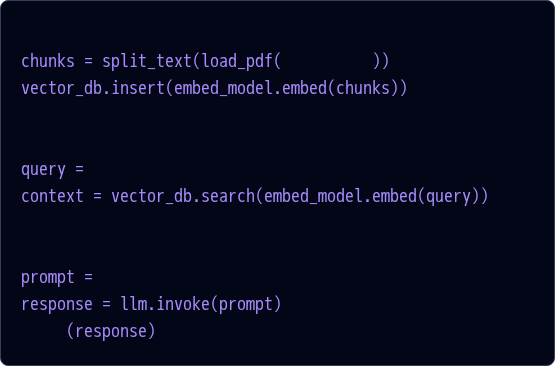 chunks = split_text(load_pdf(          ))
vector_db.insert(embed_model.embed(chunks))
query =
context = vector_db.search(embed_model.embed(query))
prompt =
response = llm.invoke(prompt)
(response)